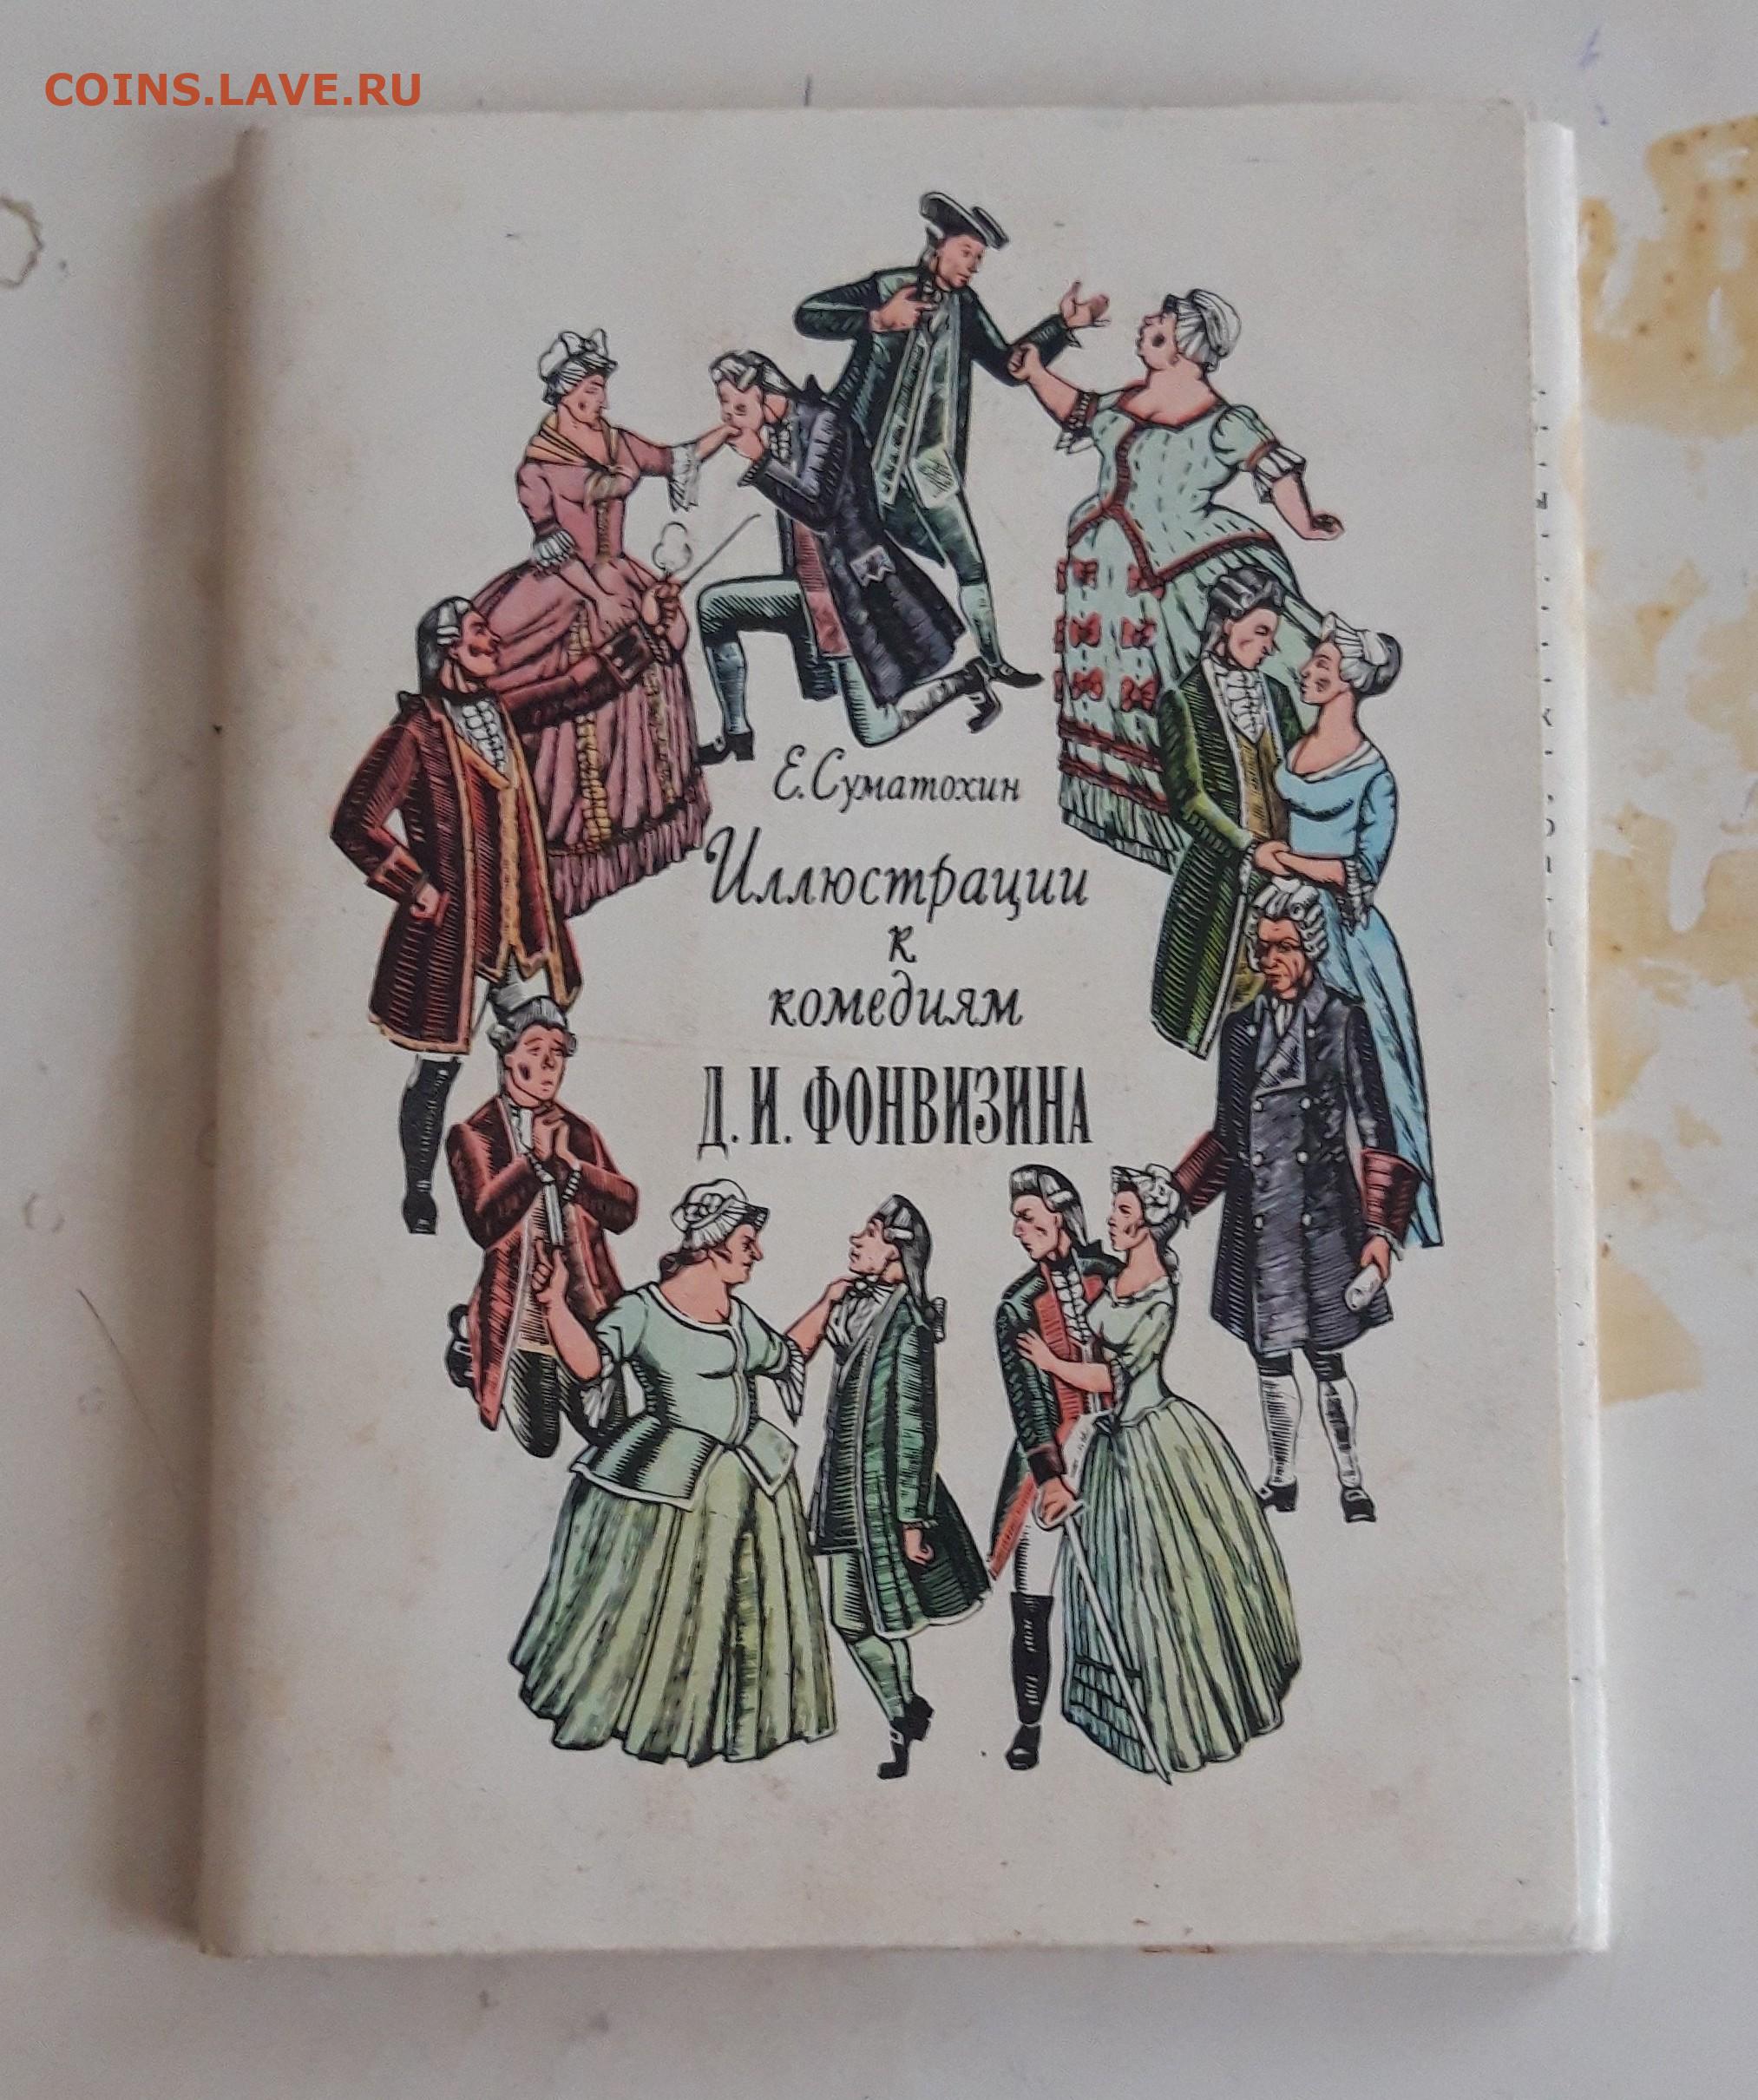 COINS.LAVE.RU
Е. Суматохин
Иллюстрации
к
комедиям
Д. И. ФОНВИЗИНА